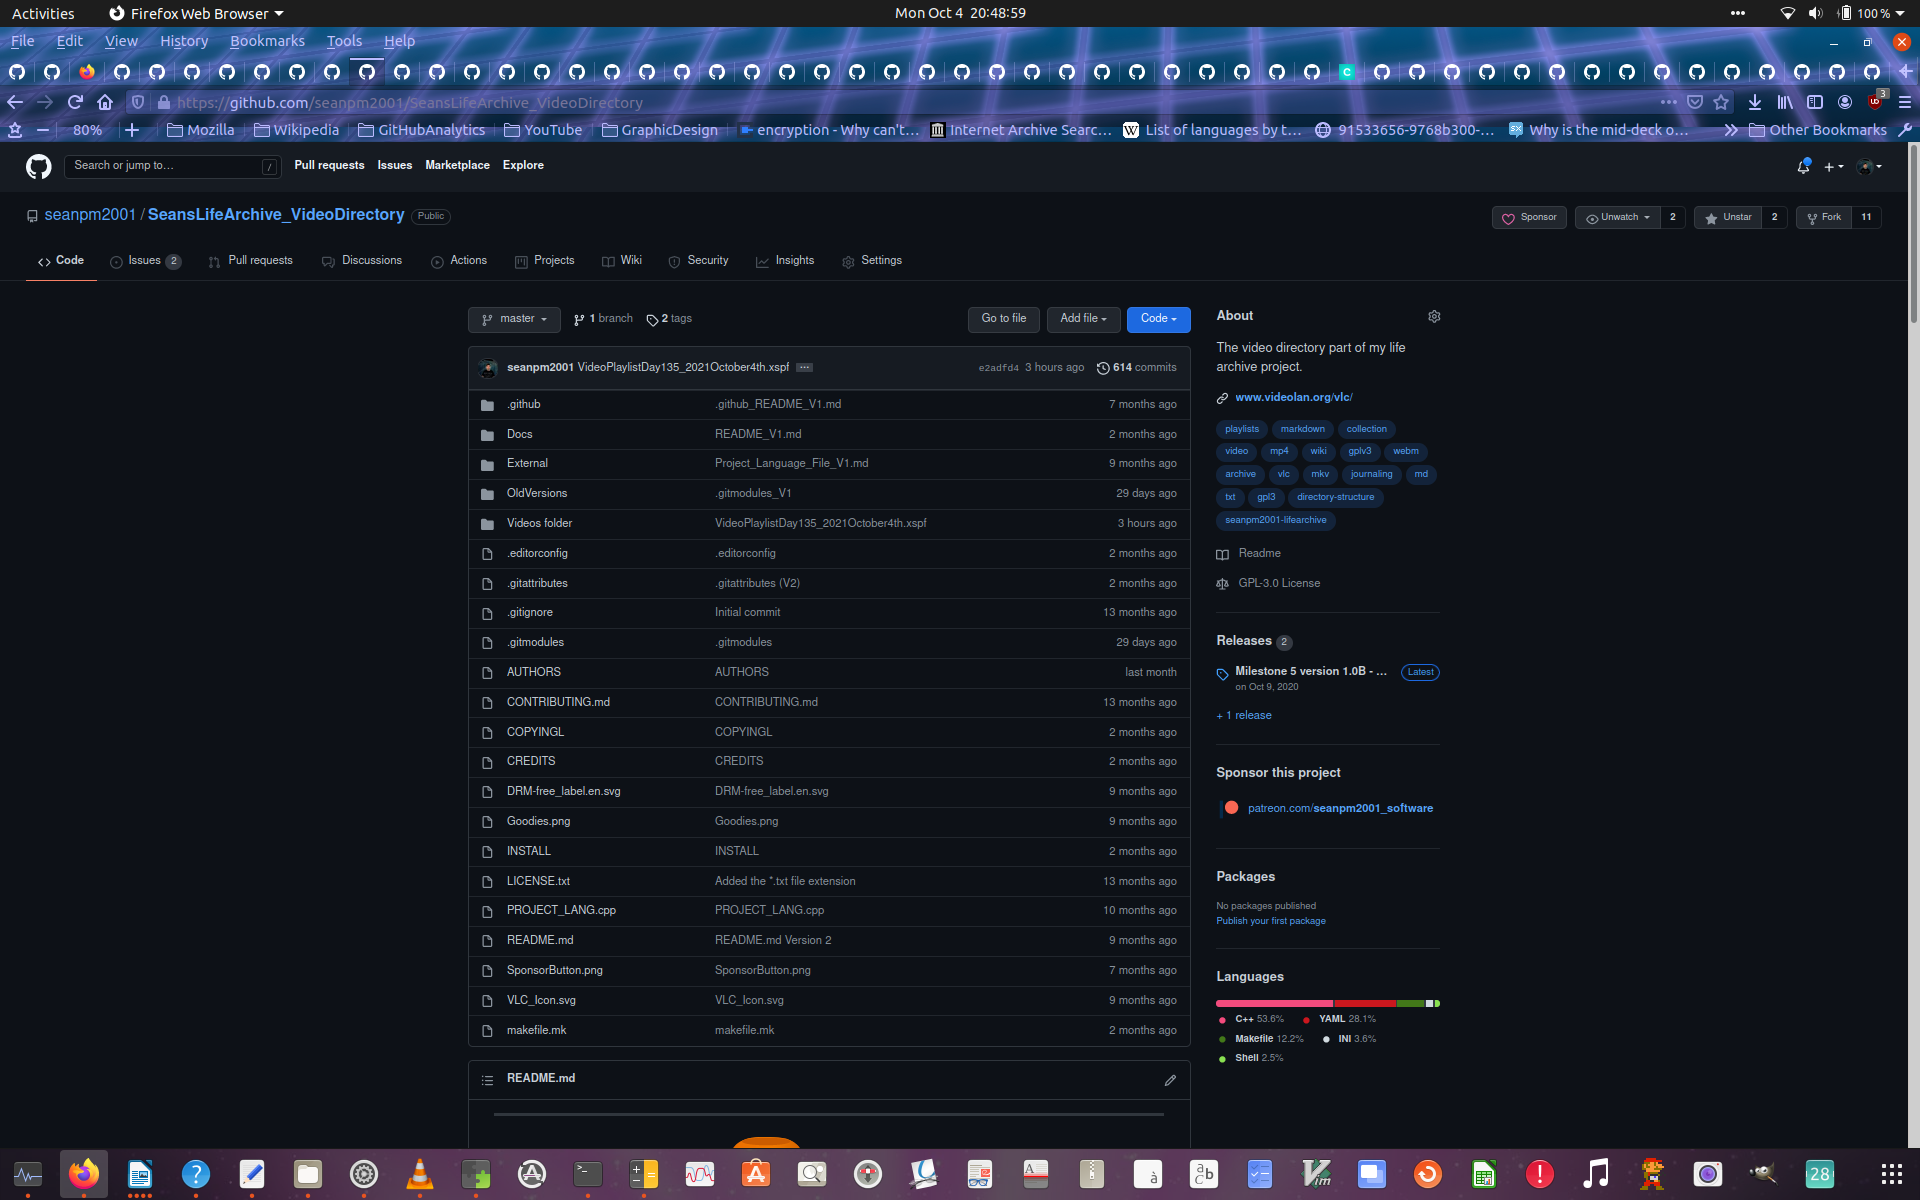 Activities Firefox Web Browser Mon Oct 4 20:48:59 100 %
File Edit View History Bookmarks Tools Help
https://github.com/seanpm2001/SeansLifeArchive_VideoDirectory 3
80% Mozilla Wikipedia GitHubAnalytics YouTube GraphicDesign encryption - Why can't… Internet Archive Searc… List of languages by t… 91533656-9768b300-… Why is the mid-deck o… Other Bookmarks
Search or jump to… / Pull requests Issues Marketplace Explore
seanpm2001 / SeansLifeArchive_VideoDirectory Public Sponsor Unwatch 2 Unstar 2 Fork 11
Code Issues 2 Pull requests Discussions Actions Projects Wiki Security Insights Settings
master 1 branch 2 tags Go to file Add file Code
seanpm2001 VideoPlaylistDay135_2021October4th.xspf … e2adfd4 3 hours ago 614 commits
.github .github_README_V1.md 7 months ago
Docs README_V1.md 2 months ago
External Project_Language_File_V1.md 9 months ago
OldVersions .gitmodules_V1 29 days ago
Videos folder VideoPlaylistDay135_2021October4th.xspf 3 hours ago
.editorconfig .editorconfig 2 months ago
.gitattributes .gitattributes (V2) 2 months ago
.gitignore Initial commit 13 months ago
.gitmodules .gitmodules 29 days ago
AUTHORS AUTHORS last month
CONTRIBUTING.md CONTRIBUTING.md 13 months ago
COPYINGL COPYINGL 2 months ago
CREDITS CREDITS 2 months ago
DRM-free_label.en.svg DRM-free_label.en.svg 9 months ago
Goodies.png Goodies.png 9 months ago
INSTALL INSTALL 2 months ago
LICENSE.txt Added the *.txt file extension 13 months ago
PROJECT_LANG.cpp PROJECT_LANG.cpp 10 months ago
README.md README.md Version 2 9 months ago
SponsorButton.png SponsorButton.png 7 months ago
VLC_Icon.svg VLC_Icon.svg 9 months ago
makefile.mk makefile.mk 2 months ago
README.md
About
The video directory part of my life
archive project.
www.videolan.org/vlc/
playlists markdown collection
video mp4 wiki gplv3 webm
archive vlc mkv journaling md
txt gpl3 directory-structure
seanpm2001-lifearchive
Readme
GPL-3.0 License
Releases 2
Milestone 5 version 1.0B - … Latest
on Oct 9, 2020
+ 1 release
Sponsor this project
patreon.com/seanpm2001_software
Packages
No packages published
Publish your first package
Languages
C++ 53.6% YAML 28.1%
Makefile 12.2% INI 3.6%
Shell 2.5%
28